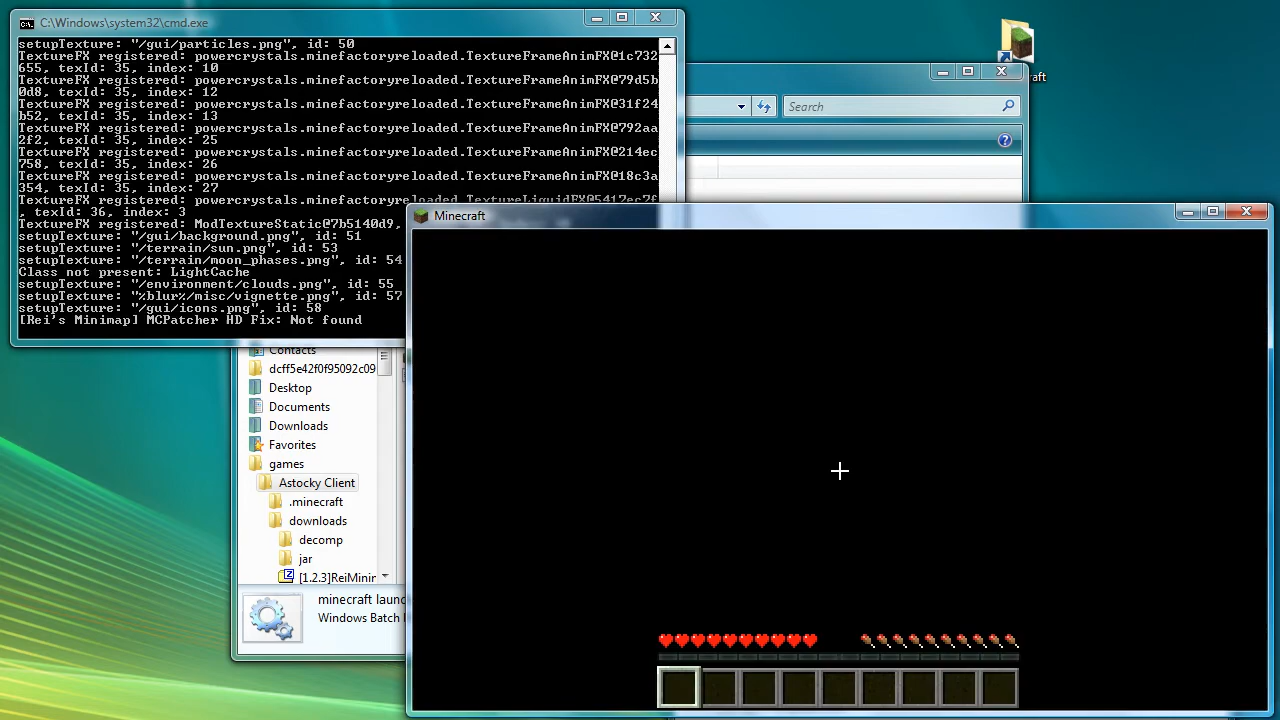 C:\Windows\system32\cmd.exe
setupTexture: "/gui/particles.png", id: 50
TextureFX registered: powercrystals.minefactoryreloaded.TextureFrameAnimFX@1c732
655, texId: 35, index: 10
TextureFX registered: powercrystals.minefactoryreloaded.TextureFrameAnimFX@79d5b
0d8, texId: 35, index: 12
TextureFX registered: powercrystals.minefactoryreloaded.TextureFrameAnimFX@31f24
b52, texId: 35, index: 13
TextureFX registered: powercrystals.minefactoryreloaded.TextureFrameAnimFX@792aa
2f2, texId: 35, index: 25
TextureFX registered: powercrystals.minefactoryreloaded.TextureFrameAnimFX@214ec
758, texId: 35, index: 26
TextureFX registered: powercrystals.minefactoryreloaded.TextureFrameAnimFX@18c3a
354, texId: 35, index: 27
TextureFX registered: powercrystals.minefactoryreloaded.TextureLiquidFX@5417ec7f
, texId: 36, index: 3
TextureFX registered: ModTextureStatic@7b5140d9,
setupTexture: "/gui/background.png", id: 51
setupTexture: "/terrain/sun.png", id: 53
setupTexture: "/terrain/moon_phases.png", id: 54
Class not present: LightCache
setupTexture: "/environment/clouds.png", id: 55
setupTexture: "%blur%/misc/vignette.png", id: 57
setupTexture: "/gui/icons.png", id: 58
[Rei's Minimap] MCPatcher HD Fix: Not found
raft
Search
Minecraft
Contacts
dcff5e42f0f95092c09
Desktop
Documents
Downloads
Favorites
games
Astocky Client
.minecraft
downloads
decomp
jar
[1.2.3]ReiMinir
minecraft laun
Windows Batch